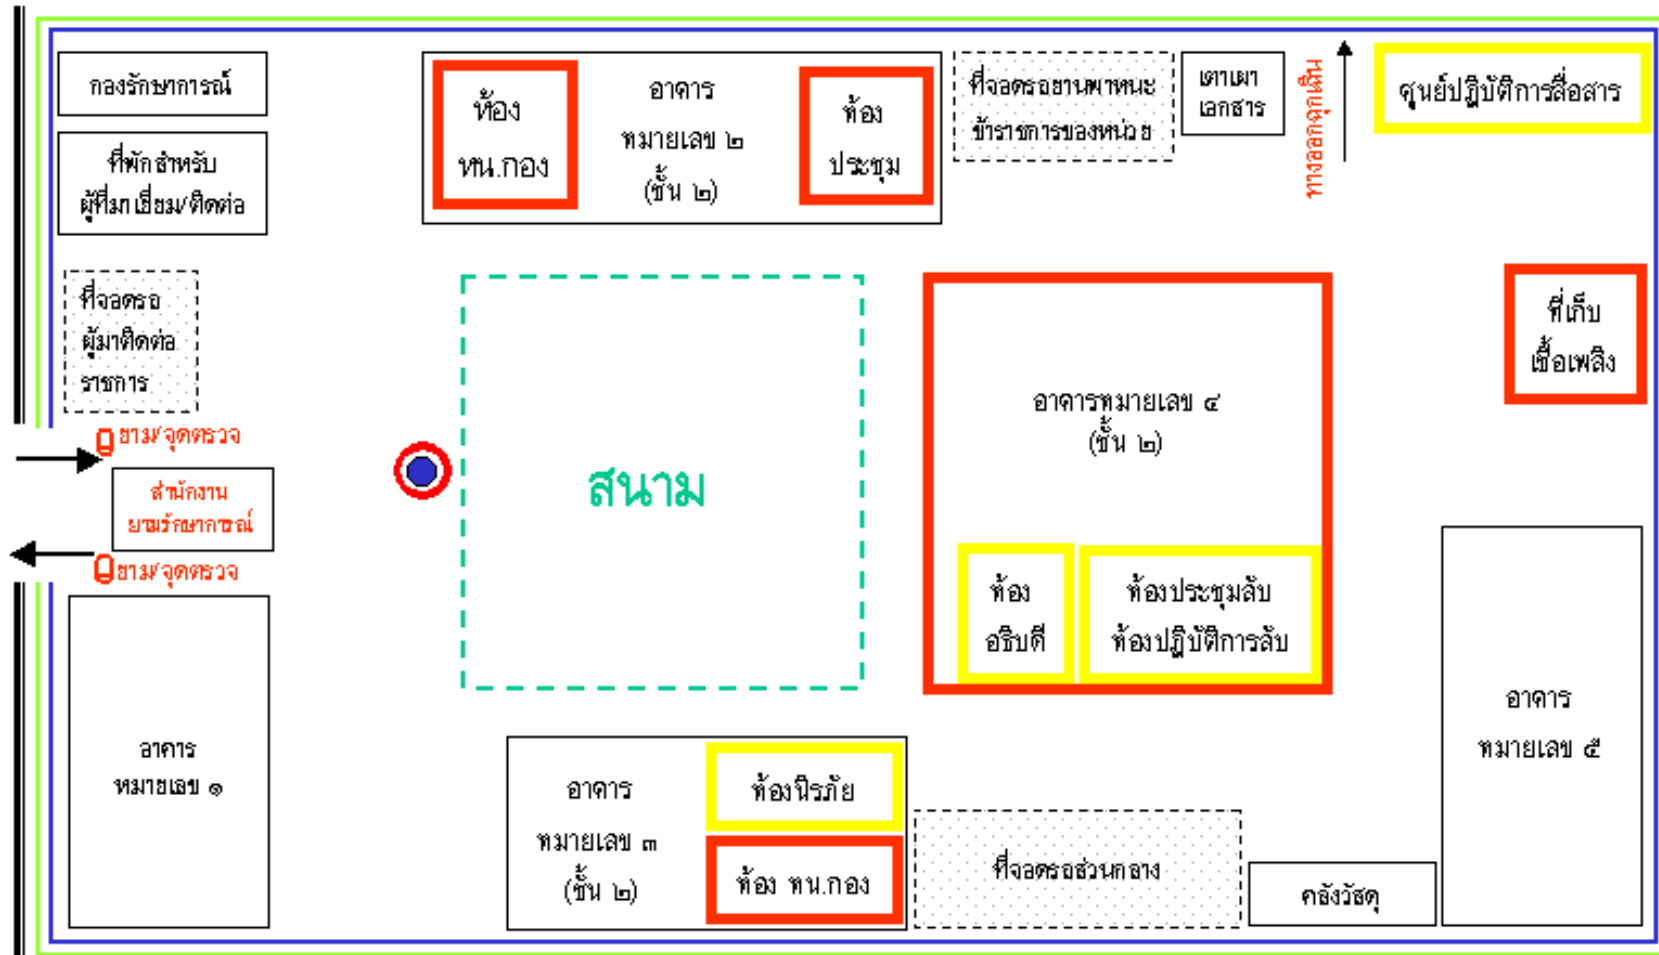 กองรักษาการณ์
ที่พักสำหรับ
ผู้ที่มาเยี่ยม/ติดต่อ
ที่จอดรถ
ผู้มาติดต่อ
ราชการ
ยาม/จุดตรวจ
สำนักงาน
ยามรักษาการณ์
ยาม/จุดตรวจ
อาคาร
หมายเลข ๑
ห้อง
หน.กอง
อาคาร
หมายเลข ๒
(ชั้น ๒)
ห้อง
ประชุม
ที่จอดรถยานพาหนะ
ข้าราชการของหน่วย
เตาเผา
เอกสาร
ทางออกฉุกเฉิน
ศูนย์ปฏิบัติการสื่อสาร
สนาม
อาคารหมายเลข ๔
(ชั้น ๒)
ห้อง
อธิบดี
ห้องประชุมลับ
ห้องปฏิบัติการลับ
ที่เก็บ
เชื้อเพลิง
อาคาร
หมายเลข ๓
(ชั้น ๒)
ห้องนิรภัย
ห้อง หน.กอง
ที่จอดรถส่วนกลาง
คลังวัสดุ
อาคาร
หมายเลข ๕